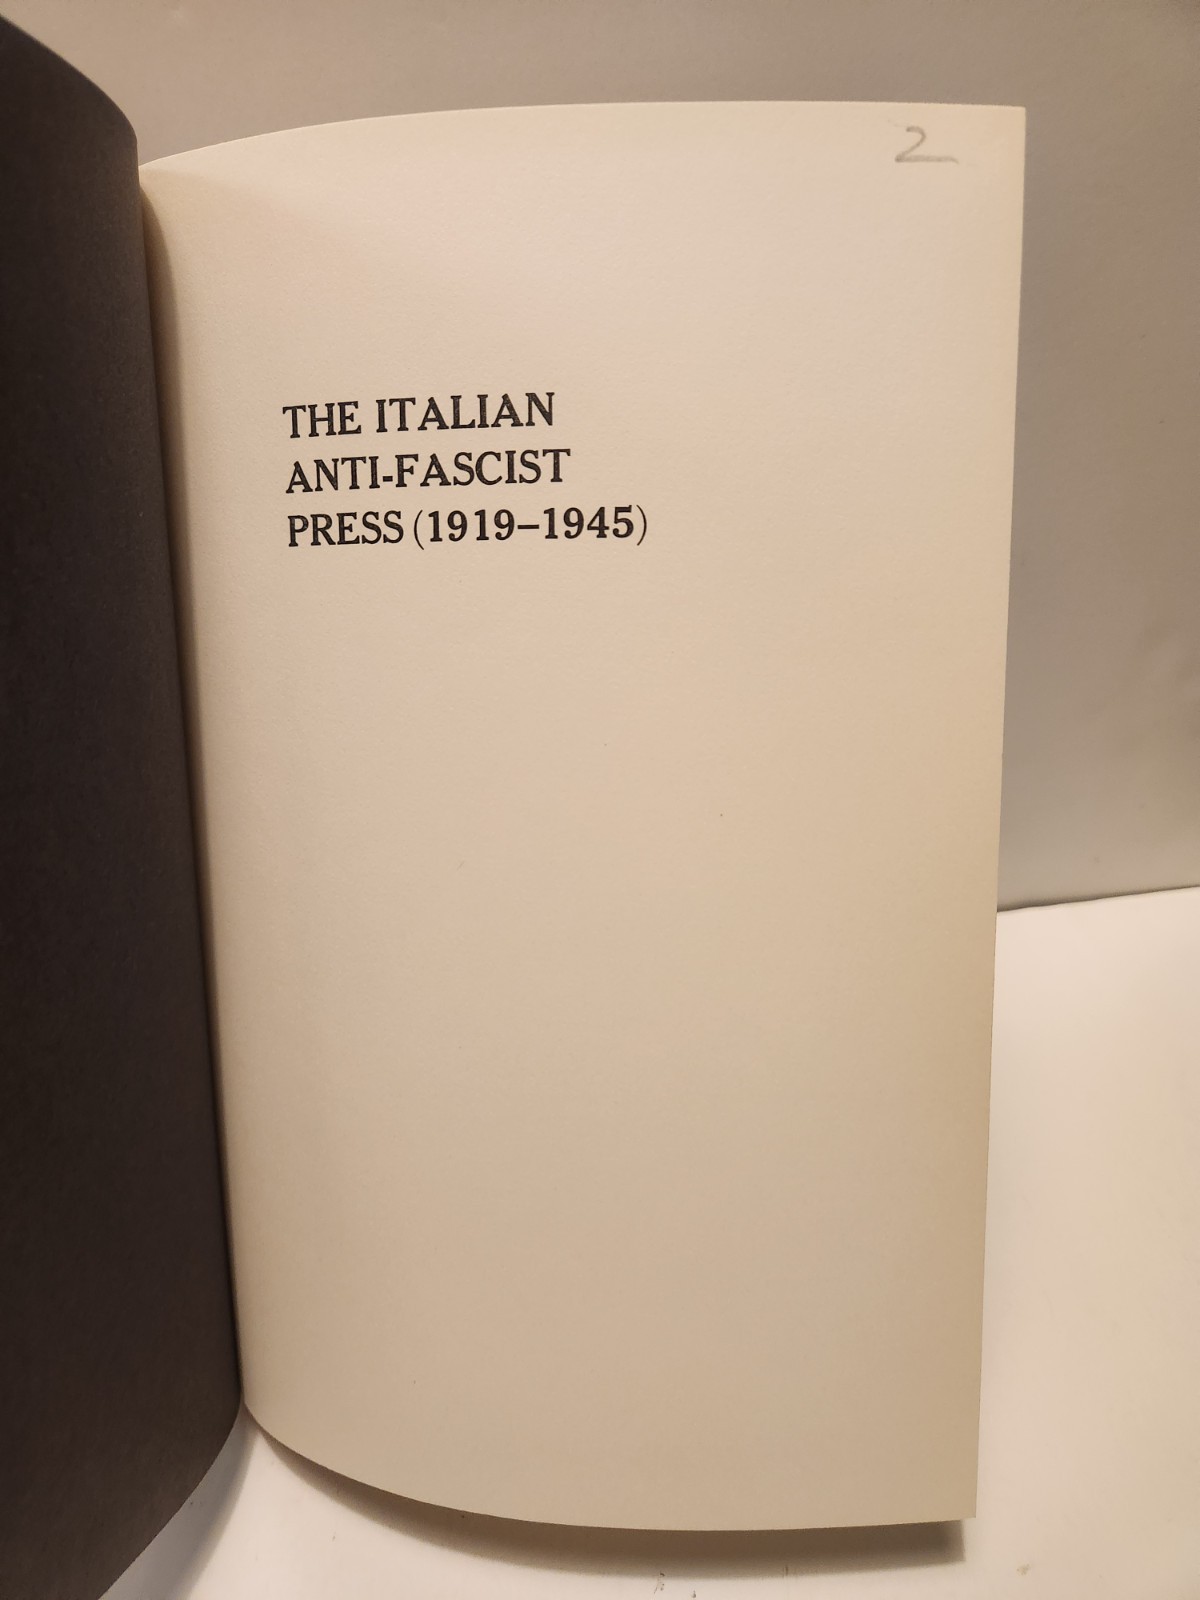 2
THE ITALIAN
ANTI-FASCIST
PRESS (1919–1945)